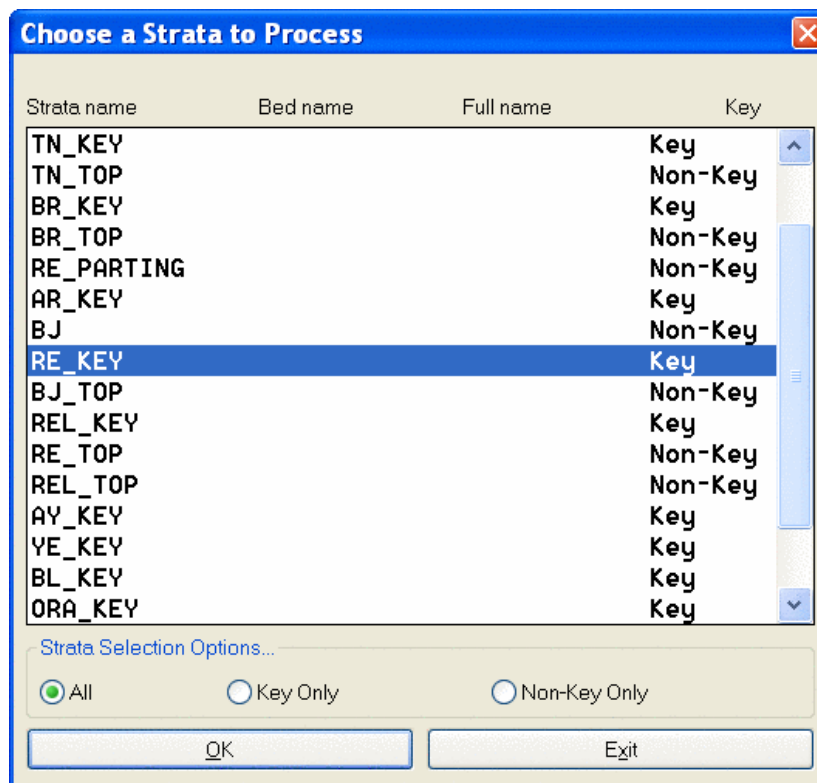 Choose a Strata to Process
Strata name Bed name Full name Key
TN_KEY Key
TN_TOP Non-Key
BR_KEY Key
BR_TOP Non-Key
RE_PARTING Non-Key
AR_KEY Key
BJ Non-Key
RE_KEY Key
BJ_TOP Non-Key
REL_KEY Key
RE_TOP Non-Key
REL_TOP Non-Key
AY_KEY Key
YE_KEY Key
BL_KEY Key
ORA_KEY Key
Strata Selection Options...
All Key Only Non-Key Only
OK Exit